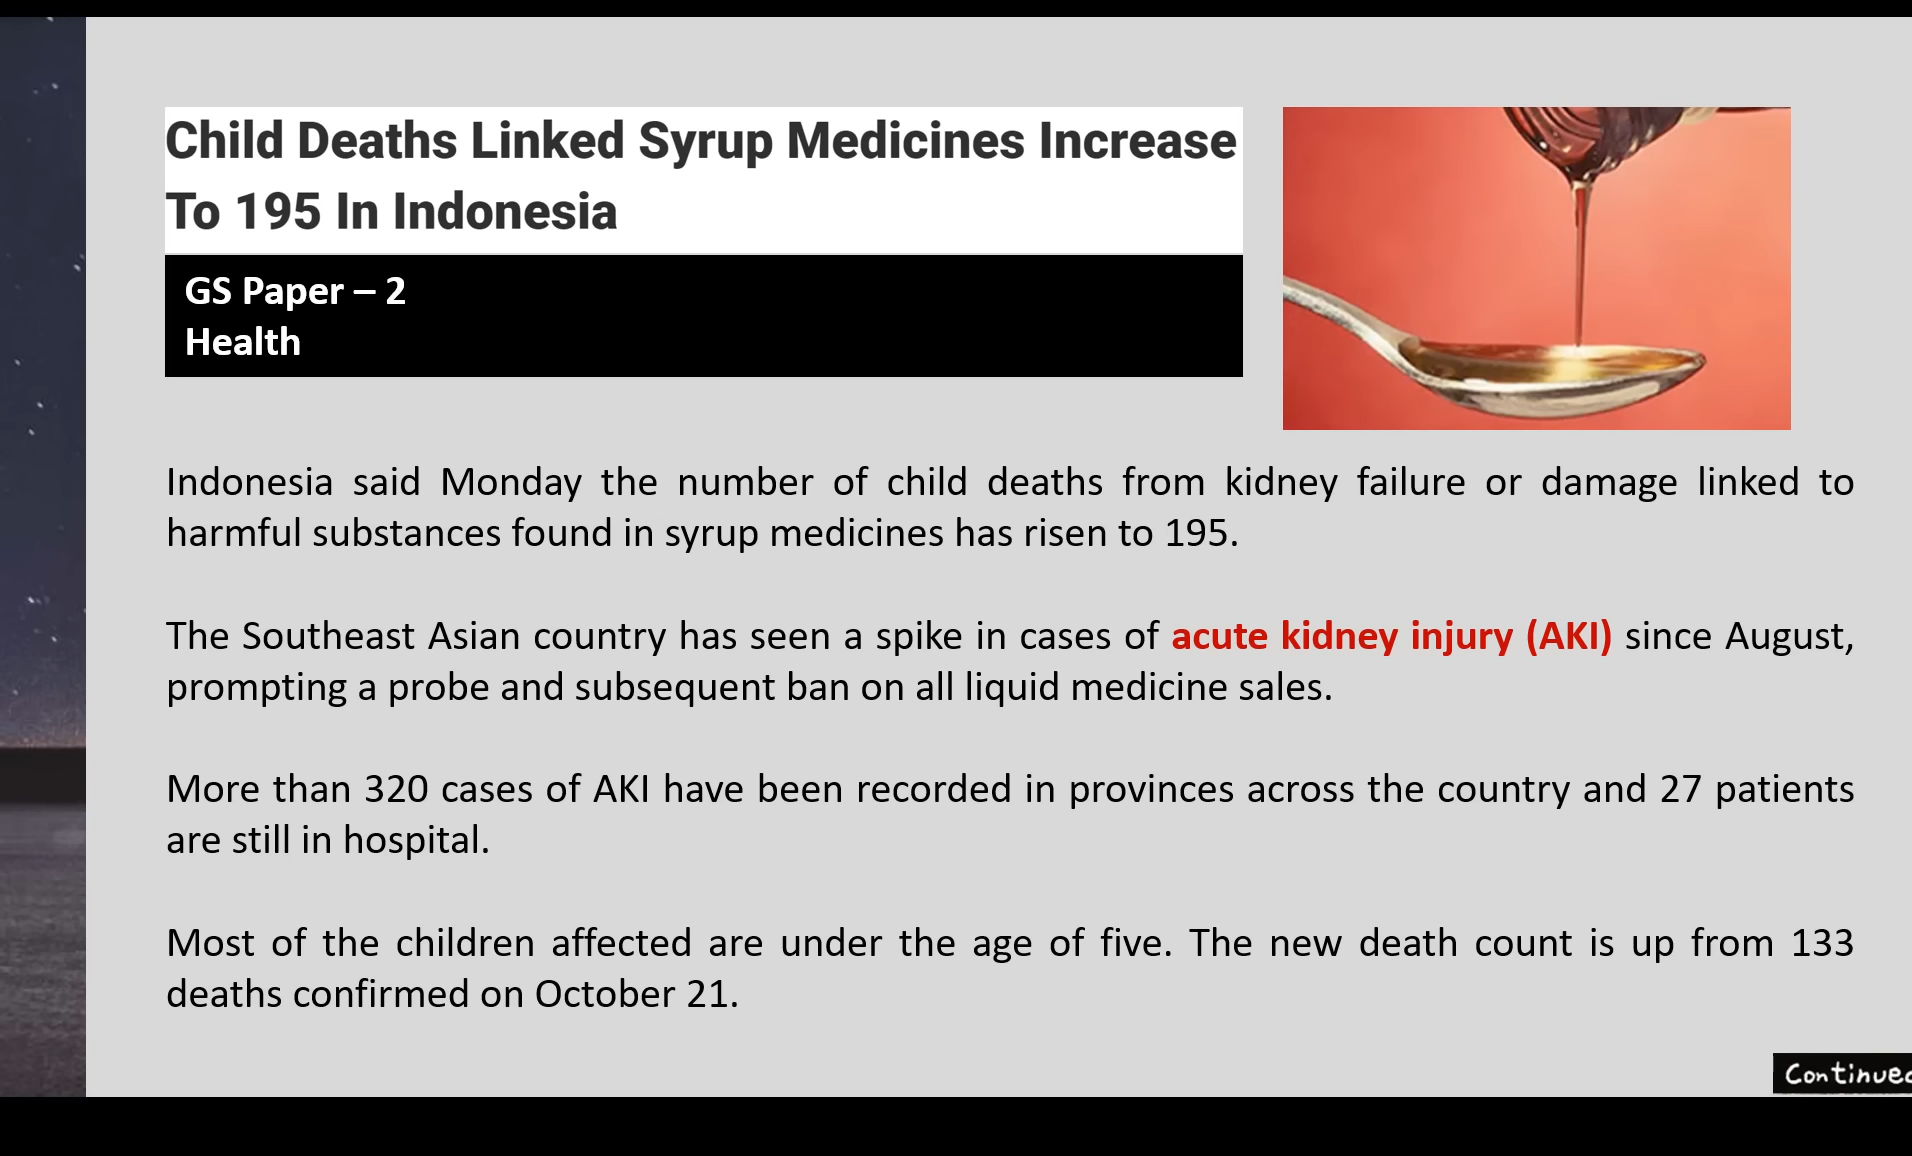 Child Deaths Linked Syrup Medicines Increase
To 195 In Indonesia
GS Paper – 2
Health
Indonesia said Monday the number of child deaths from kidney failure or damage linked to
harmful substances found in syrup medicines has risen to 195.
The Southeast Asian country has seen a spike in cases of acute kidney injury (AKI) since August,
prompting a probe and subsequent ban on all liquid medicine sales.
More than 320 cases of AKI have been recorded in provinces across the country and 27 patients
are still in hospital.
Most of the children affected are under the age of five. The new death count is up from 133
deaths confirmed on October 21.
Continued